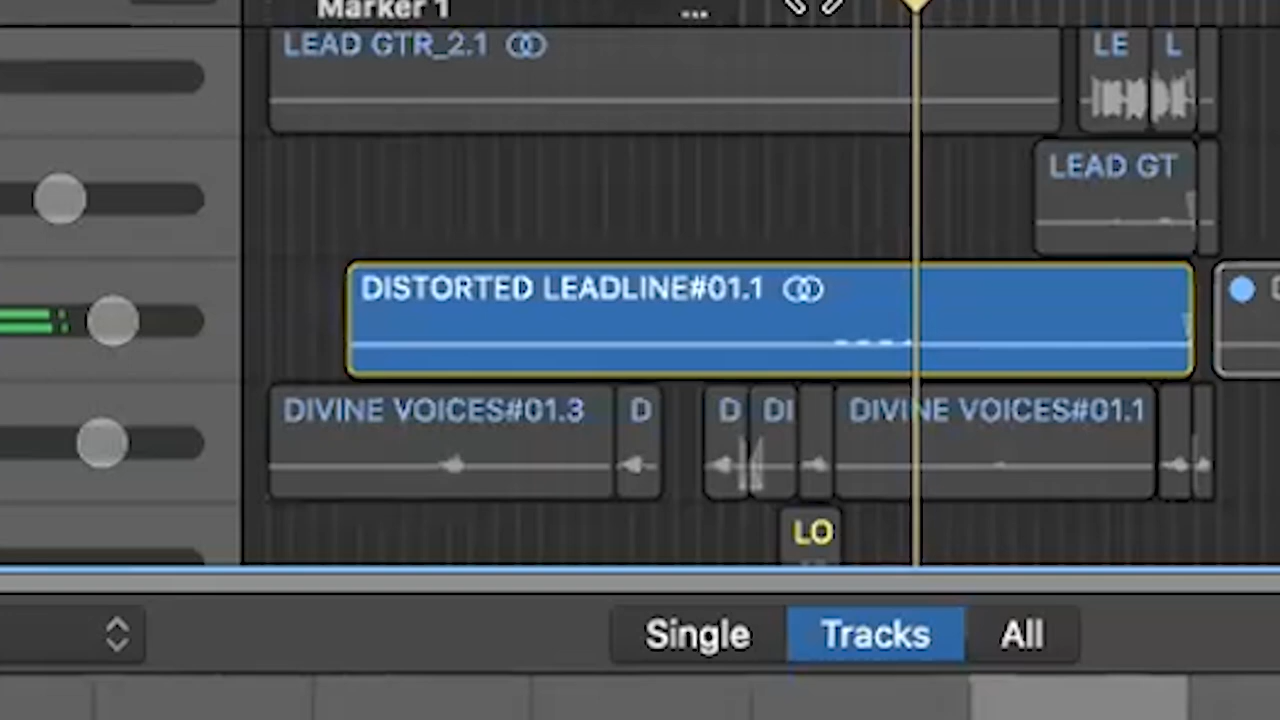 Marker 1 ...
LEAD GTR_2.1 LE L
LEAD GT
DISTORTED LEADLINE#01.1
DIVINE VOICES#01.3 D D DI DIVINE VOICES#01.1
LO
Single Tracks All